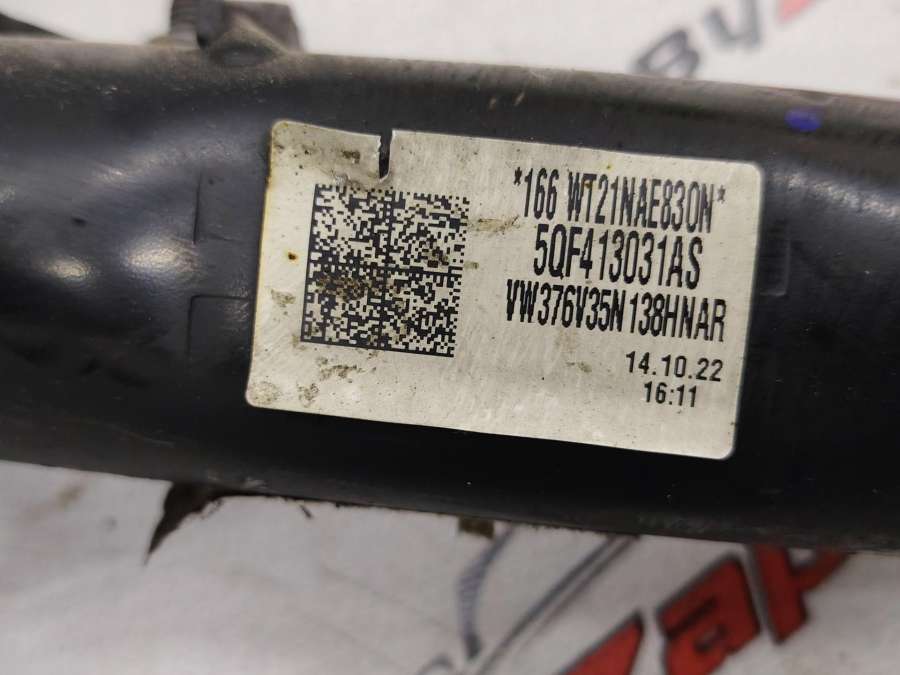 *166 WT21NAE830N*
5QF413031AS
VW376V35N138HNAR
14.10.22
16:11